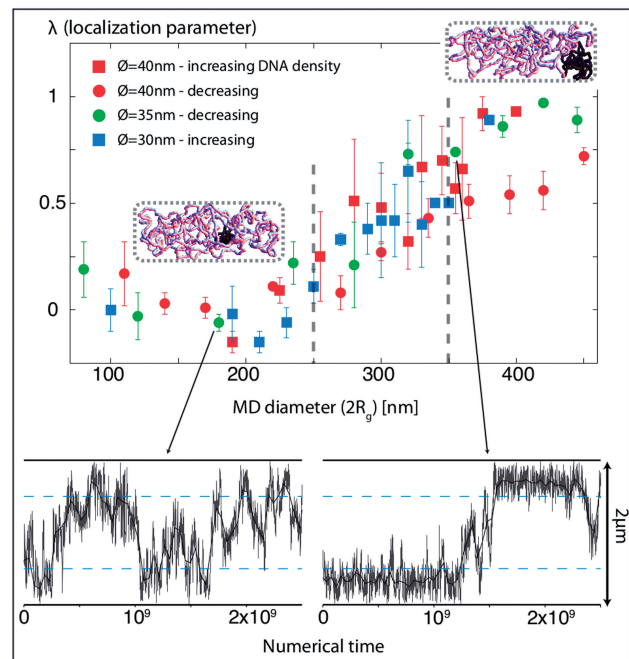 λ (localization parameter)
Ø=40nm - increasing DNA density
Ø=40nm - decreasing
Ø=35nm - decreasing
Ø=30nm - increasing
1
0.5
0
100 200 300 400
MD diameter (2Rg) [nm]
2μm
0 10⁹ 2x10⁹ 0 10⁹ 2x10⁹
Numerical time